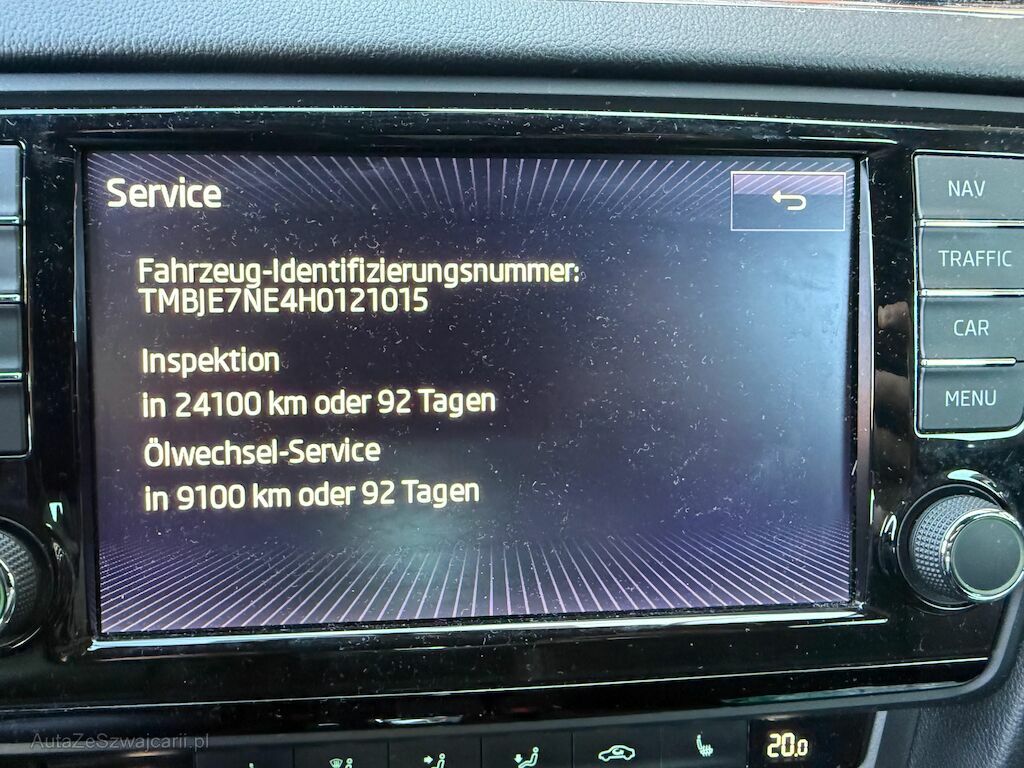 Service
Fahrzeug-Identifizierungsnummer:
TMBJE7NE4H0121015
Inspektion
in 24100 km oder 92 Tagen
Ölwechsel-Service
in 9100 km oder 92 Tagen
NAV
TRAFFIC
CAR
MENU
20.0
AutaZeSzwajcarii.pl